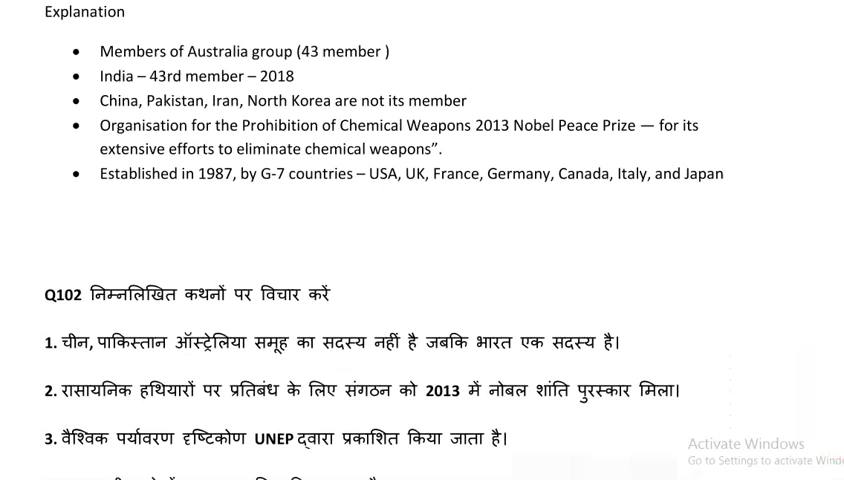 Explanation
• Members of Australia group (43 member )
• India – 43rd member – 2018
• China, Pakistan, Iran, North Korea are not its member
• Organisation for the Prohibition of Chemical Weapons 2013 Nobel Peace Prize — for its
extensive efforts to eliminate chemical weapons”.
• Established in 1987, by G-7 countries – USA, UK, France, Germany, Canada, Italy, and Japan
Q102 निम्नलिखित कथनों पर विचार करें
1. चीन, पाकिस्तान ऑस्ट्रेलिया समूह का सदस्य नहीं है जबकि भारत एक सदस्य है।
2. रासायनिक हथियारों पर प्रतिबंध के लिए संगठन को 2013 में नोबल शांति पुरस्कार मिला।
3. वैश्विक पर्यावरण दृष्टिकोण UNEP द्वारा प्रकाशित किया जाता है।
Activate Windows
Go to Settings to activate Windo